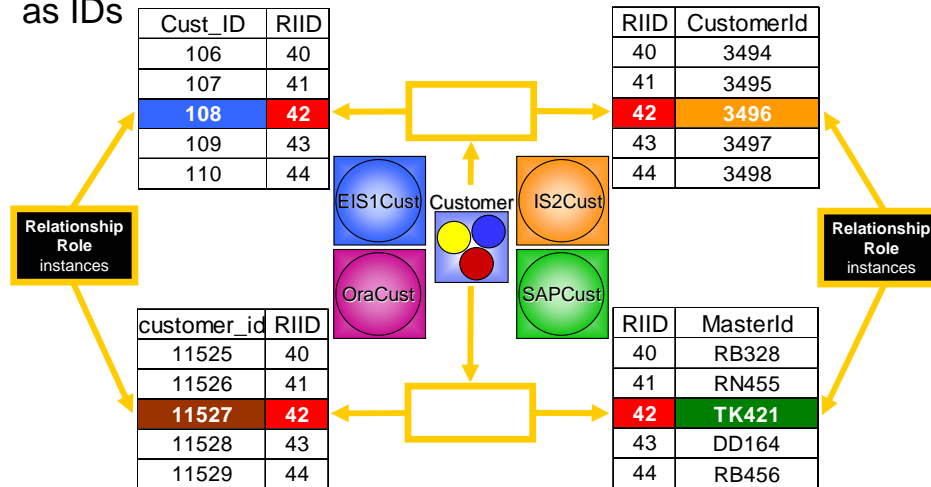 as IDs
Cust_ID RIID
106 40
107 41
108 42
109 43
110 44
RIID CustomerId
40 3494
41 3495
42 3496
43 3497
44 3498
EIS1Cust
Customer
IS2Cust
OraCust
SAPCust
Relationship
Role
instances
Relationship
Role
instances
customer_id RIID
11525 40
11526 41
11527 42
11528 43
11529 44
RIID MasterId
40 RB328
41 RN455
42 TK421
43 DD164
44 RB456